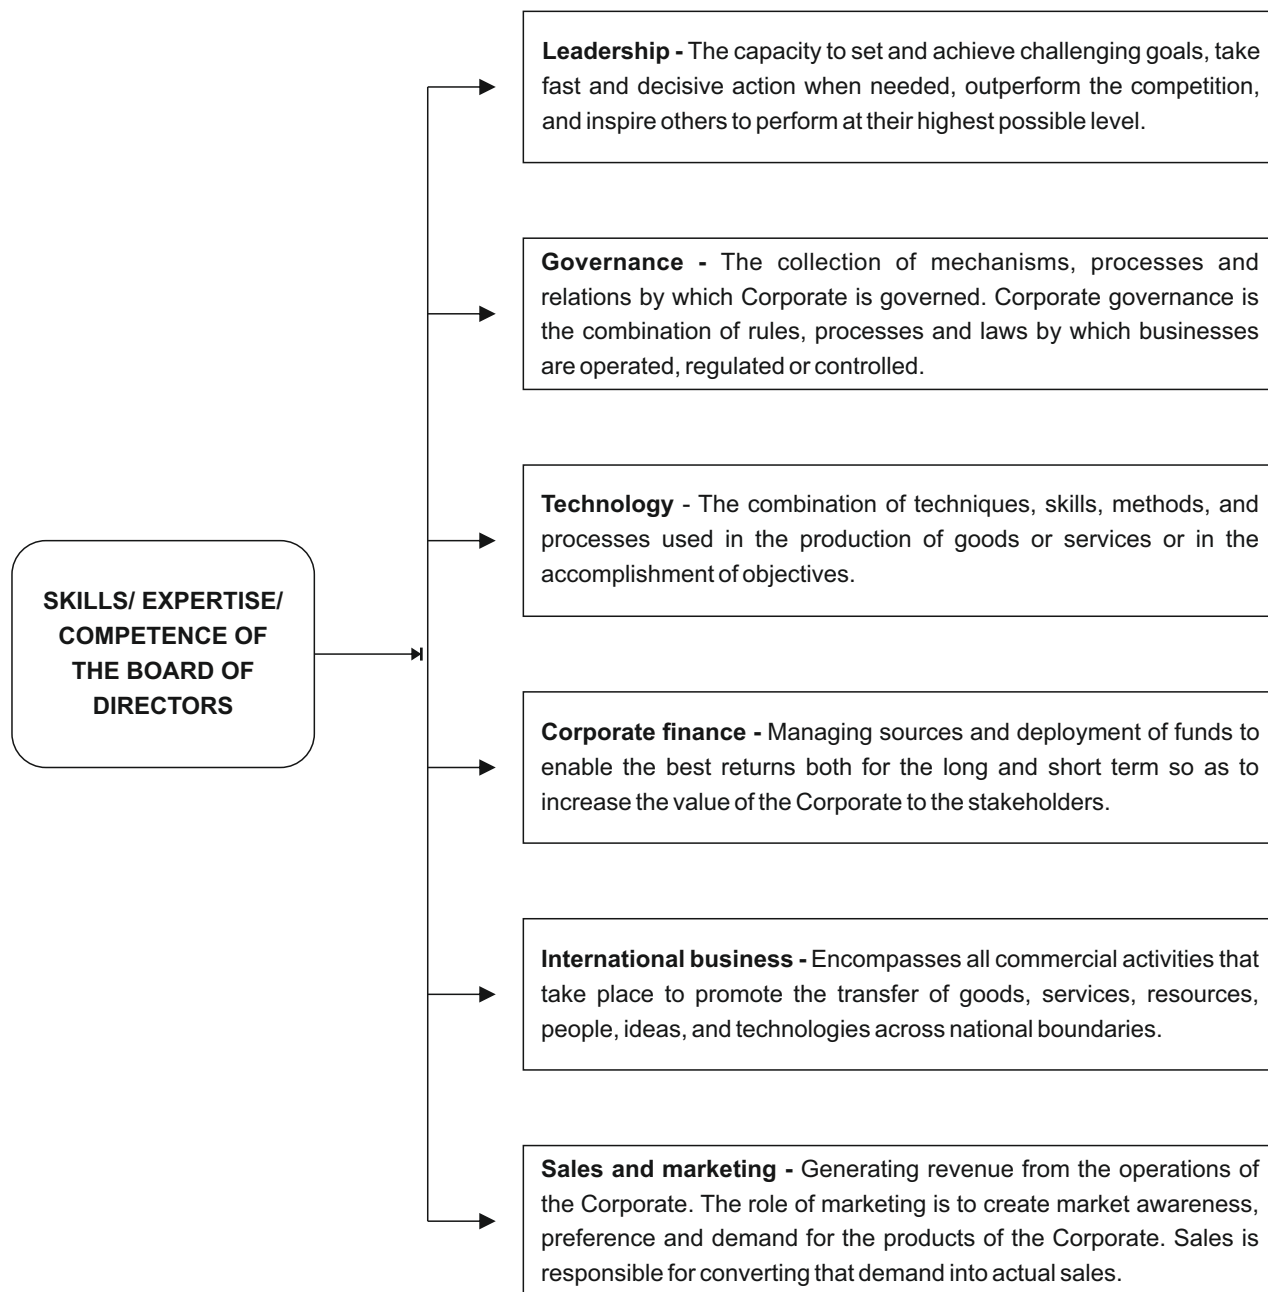 Leadership - The capacity to set and achieve challenging goals, take
fast and decisive action when needed, outperform the competition,
and inspire others to perform at their highest possible level.
Governance - The collection of mechanisms, processes and
relations by which Corporate is governed. Corporate governance is
the combination of rules, processes and laws by which businesses
are operated, regulated or controlled.
Technology - The combination of techniques, skills, methods, and
processes used in the production of goods or services or in the
accomplishment of objectives.
SKILLS/ EXPERTISE/
COMPETENCE OF
THE BOARD OF
DIRECTORS
Corporate finance - Managing sources and deployment of funds to
enable the best returns both for the long and short term so as to
increase the value of the Corporate to the stakeholders.
International business - Encompasses all commercial activities that
take place to promote the transfer of goods, services, resources,
people, ideas, and technologies across national boundaries.
Sales and marketing - Generating revenue from the operations of
the Corporate. The role of marketing is to create market awareness,
preference and demand for the products of the Corporate. Sales is
responsible for converting that demand into actual sales.